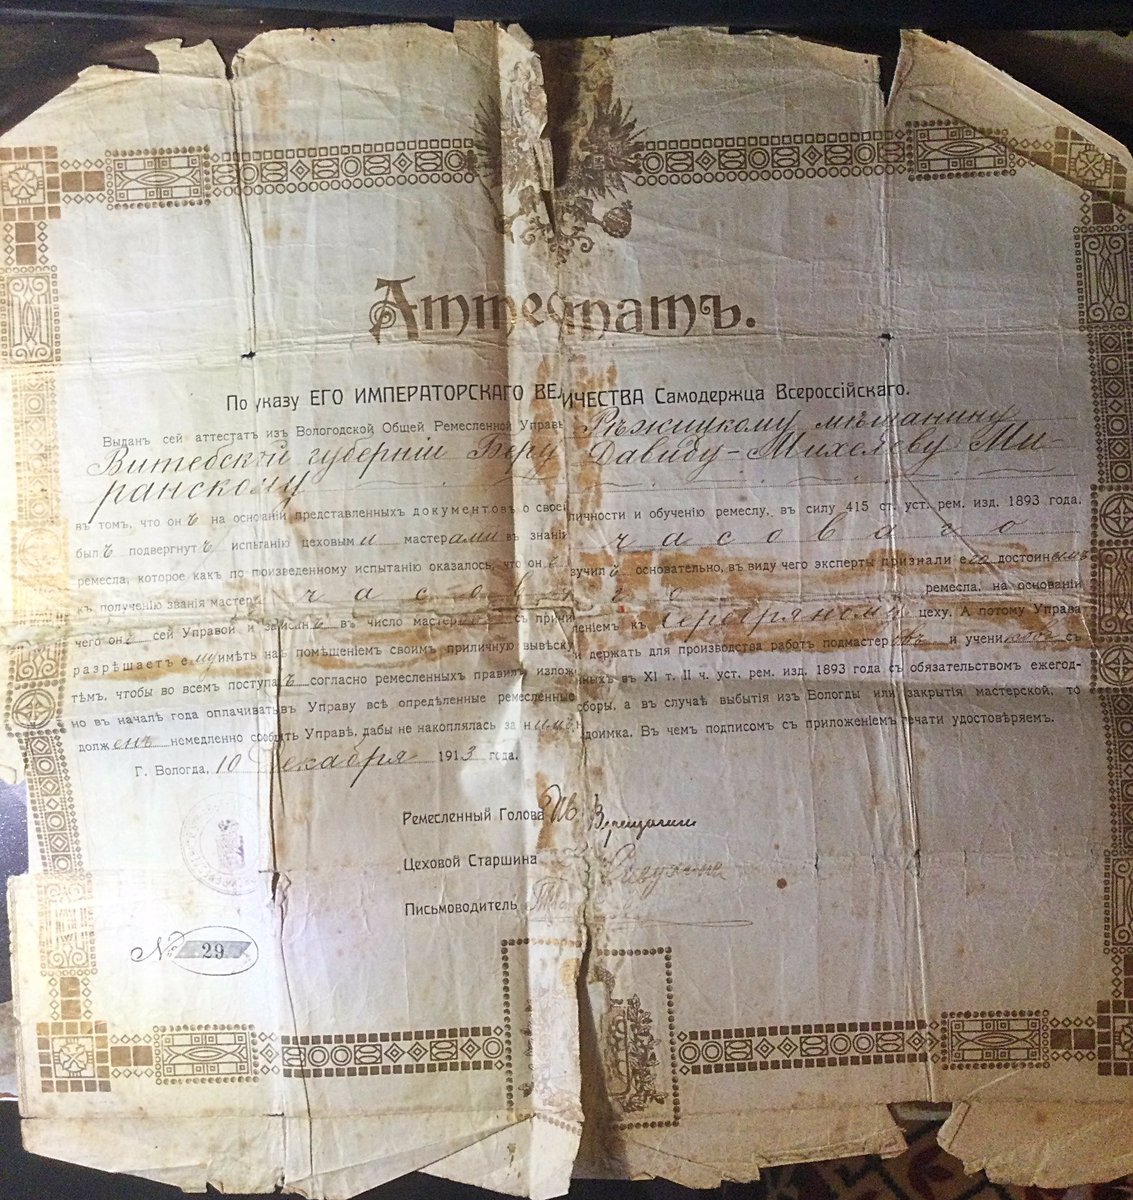 Аттестатъ.
По указу ЕГО ИМПЕРАТОРСКАГО ВЕЛИЧЕСТВА Самодержца Всероссійскаго.
Выданъ сей аттестатъ изъ Вологодской Общей Ремесленной Управы Рѣжицкому мѣщанину
Витебской губерніи Беру Давиду-Михелеву Ми-
ранскому
въ томъ, что онъ на основаніи представленныхъ документовъ о своей личности и обученію ремеслу, въ силу 415 ст. уст. рем. изд. 1893 года,
былъ подвергнутъ испытанію цеховыми мастерами въ знаніи часоваго
ремесла, которое какъ по произведенному испытанію оказалось, что онъ изучилъ основательно, въ виду чего эксперты признали его достойнымъ
къ полученію званія мастера часоваго ремесла, на основаніи
чего онъ сей Управой и записанъ въ число мастеровъ съ причисленіемъ къ Серебряному цеху. А потому Управа
разрѣшаетъ ему имѣть надъ помѣщеніемъ своимъ приличную вывѣску и держать для производства работъ подмастеровъ и учениковъ съ
тѣмъ, чтобы во всемъ поступалъ согласно ремесленныхъ правилъ изложенныхъ въ XI т. II ч. уст. рем. изд. 1893 года съ обязательствомъ ежегод-
но въ началѣ года оплачивать въ Управу всѣ опредѣленные ремесленные сборы, а въ случаѣ выбытія изъ Вологды или закрытія мастерской, то
долженъ немедленно сообщить Управѣ, дабы не накоплялась за нимъ недоимка. Въ чемъ подписомъ съ приложеніемъ печати удостовѣряемъ.
Г. Вологда, 10 Декабря 1913 года.
Ремесленный Голова Ив Верещагин
Цеховой Старшина
Письмоводитель
№ 29